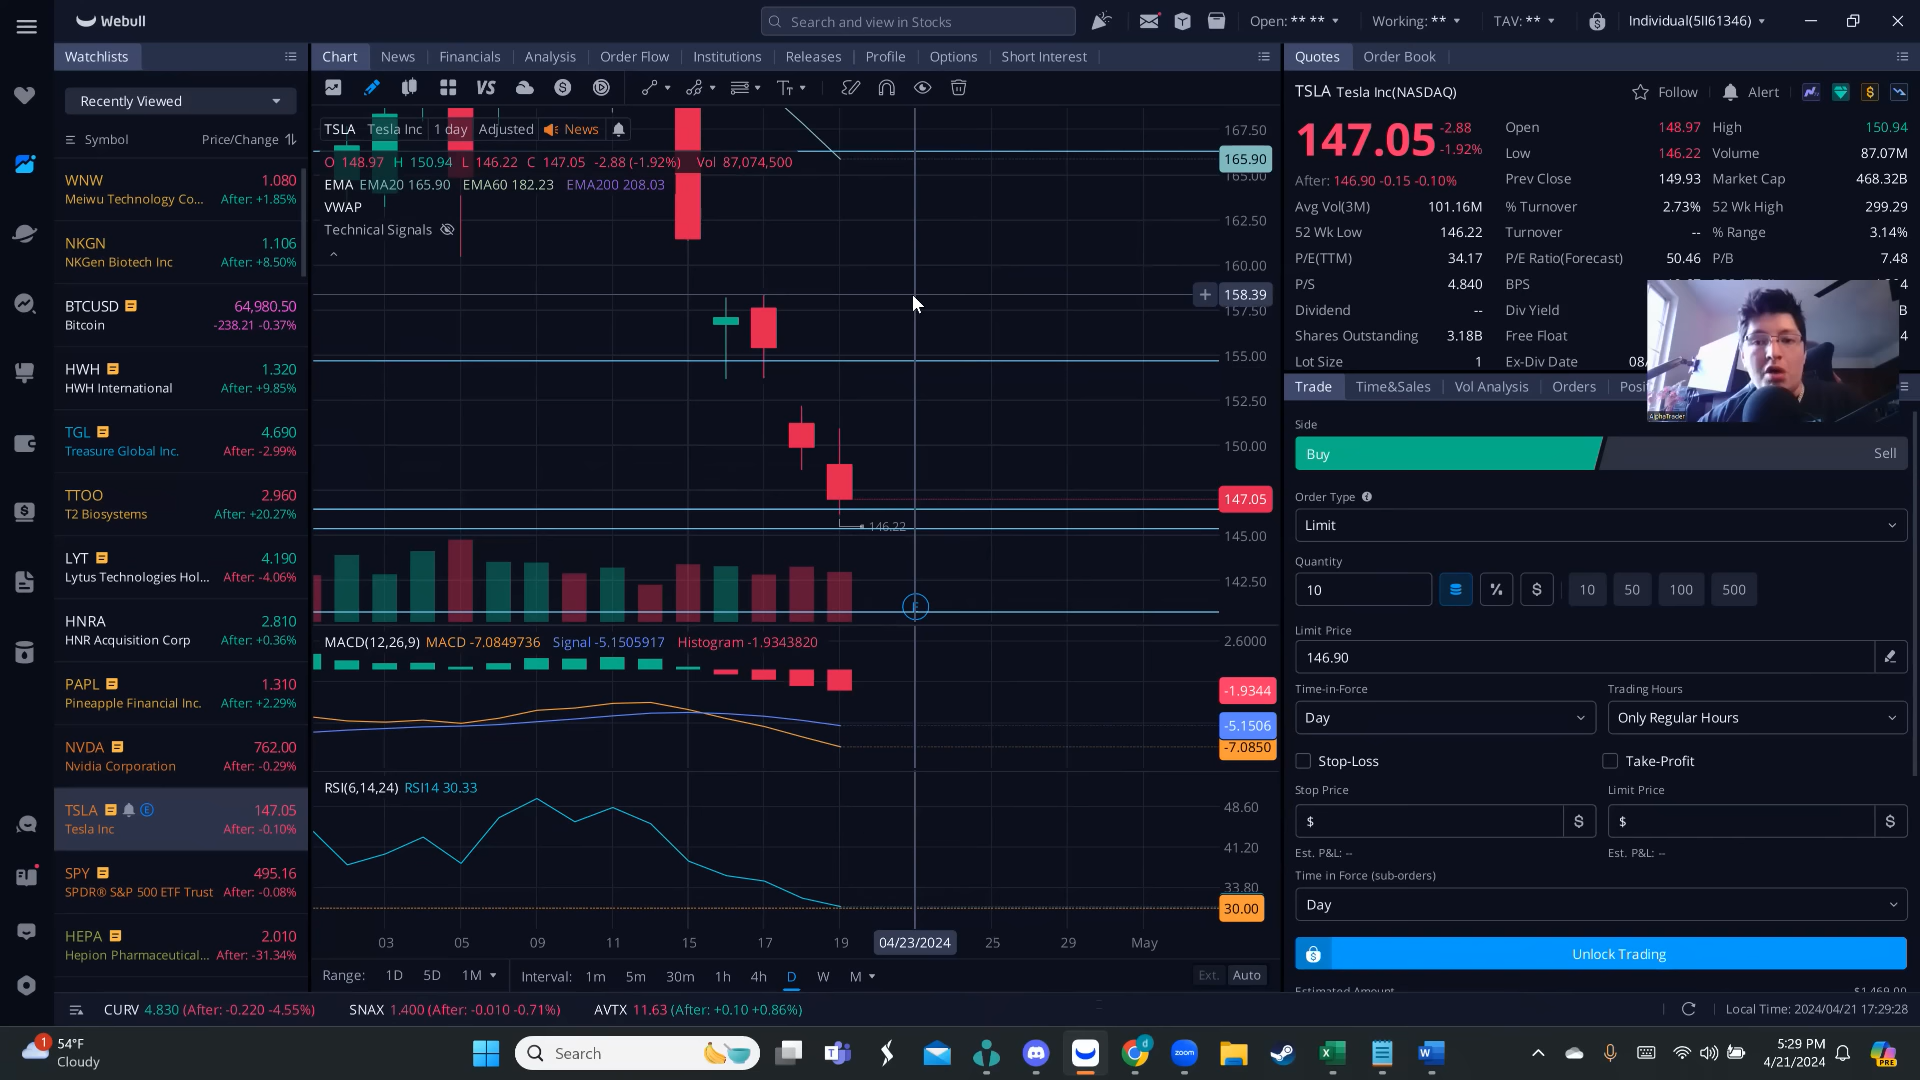 Webull
Search and view in Stocks
Open: ** **
Working: **
TAV: **
Individual(5II61346)
Watchlists
Recently Viewed
Symbol
Price/Change
WNW 1.080
Meiwu Technology Co... After: +1.85%
NKGN 1.106
NKGen Biotech Inc After: +8.50%
BTCUSD 64,980.50
Bitcoin -238.21 -0.37%
HWH 1.320
HWH International After: +9.85%
TGL 4.690
Treasure Global Inc. After: -2.99%
TTOO 2.960
T2 Biosystems After: +20.27%
LYT 4.190
Lytus Technologies Hol... After: -4.06%
HNRA 2.810
HNR Acquisition Corp After: +0.36%
PAPL 1.310
Pineapple Financial Inc. After: +2.29%
NVDA 762.00
Nvidia Corporation After: -0.29%
TSLA E 147.05
Tesla Inc After: -0.10%
SPY 495.16
SPDR® S&P 500 ETF Trust After: -0.08%
HEPA 2.010
Hepion Pharmaceutical... After: -31.34%
Chart News Financials Analysis Order Flow Institutions Releases Profile Options Short Interest
VS
Tт
TSLA Tesla Inc 1 day Adjusted News
O 148.97 H 150.94 L 146.22 C 147.05 -2.88 (-1.92%) Vol 87,074,500
EMA EMA20 165.90 EMA60 182.23 EMA200 208.03
VWAP
Technical Signals
167.50
165.90
165.00
162.50
160.00
158.39
157.50
155.00
152.50
150.00
147.05
146.22
145.00
142.50
MACD(12,26,9) MACD -7.0849736 Signal -5.1505917 Histogram -1.9343820
2.6000
-1.9344
-5.1506
-7.0850
RSI(6,14,24) RSI14 30.33
48.60
41.20
33.80
30.00
03 05 09 11 15 17 19 04/23/2024 25 29 May
Range: 1D 5D 1M Interval: 1m 5m 30m 1h 4h D W M
Ext. Auto
Quotes Order Book
TSLA Tesla Inc(NASDAQ)
Follow Alert
147.05 -2.88
-1.92%
After: 146.90 -0.15 -0.10%
Open 148.97 High 150.94
Low 146.22 Volume 87.07M
Prev Close 149.93 Market Cap 468.32B
Avg Vol(3M) 101.16M % Turnover 2.73% 52 Wk High 299.29
52 Wk Low 146.22 Turnover -- % Range 3.14%
P/E(TTM) 34.17 P/E Ratio(Forecast) 50.46 P/B 7.48
P/S 4.840 BPS 4
Dividend -- Div Yield B
Shares Outstanding 3.18B Free Float 4
Lot Size 1 Ex-Div Date 08/
AlphaTrader
Trade Time&Sales Vol Analysis Orders
Side
Buy Sell
Order Type
Limit
Quantity
10
% $ 10 50 100 500
Limit Price
146.90
Time-in-Force Trading Hours
Day Only Regular Hours
Stop-Loss Take-Profit
Stop Price Limit Price
$ $ $ $
Est. P&L: -- Est. P&L: --
Time in Force (sub-orders)
Day
Unlock Trading
Estimated Amount $1,469.00
CURV 4.830 (After: -0.220 -4.55%) SNAX 1.400 (After: -0.010 -0.71%) AVTX 11.63 (After: +0.10 +0.86%)
Local Time: 2024/04/21 17:29:28
1
54°F
Cloudy
Search
zoom
5:29 PM
4/21/2024
PRE